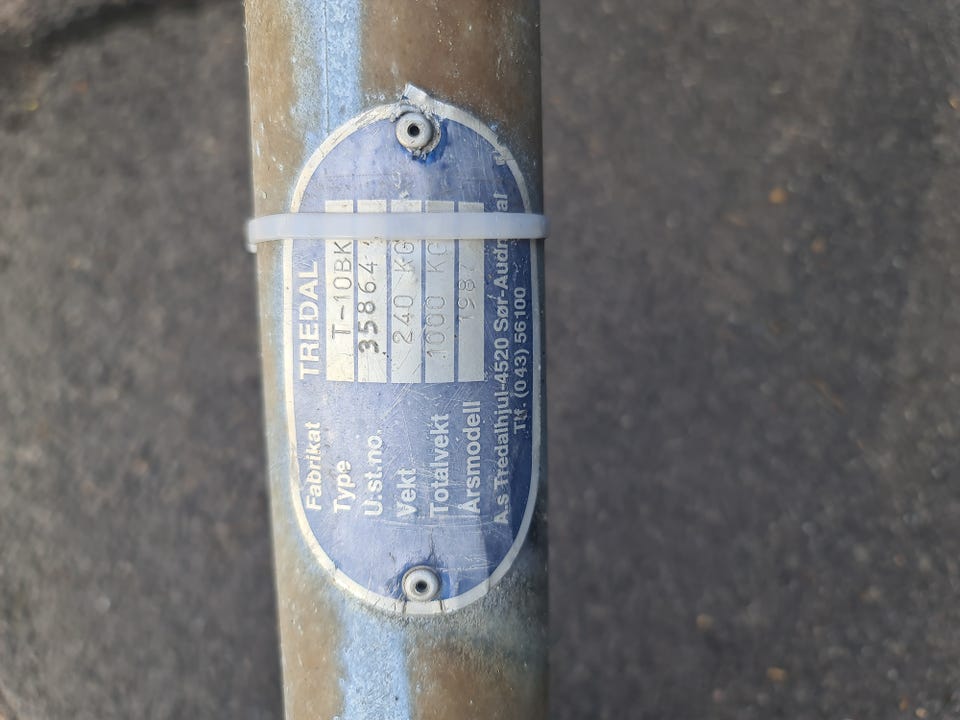 Fabrikat TREDAL
Type T-10BK
U.st.no. 35864
Vekt 240 KG
Totalvekt 1000 KG
Årsmodell 1987
A.s Tredalhjul-4520 Sør-Audnedal
Tlf. (043) 56100